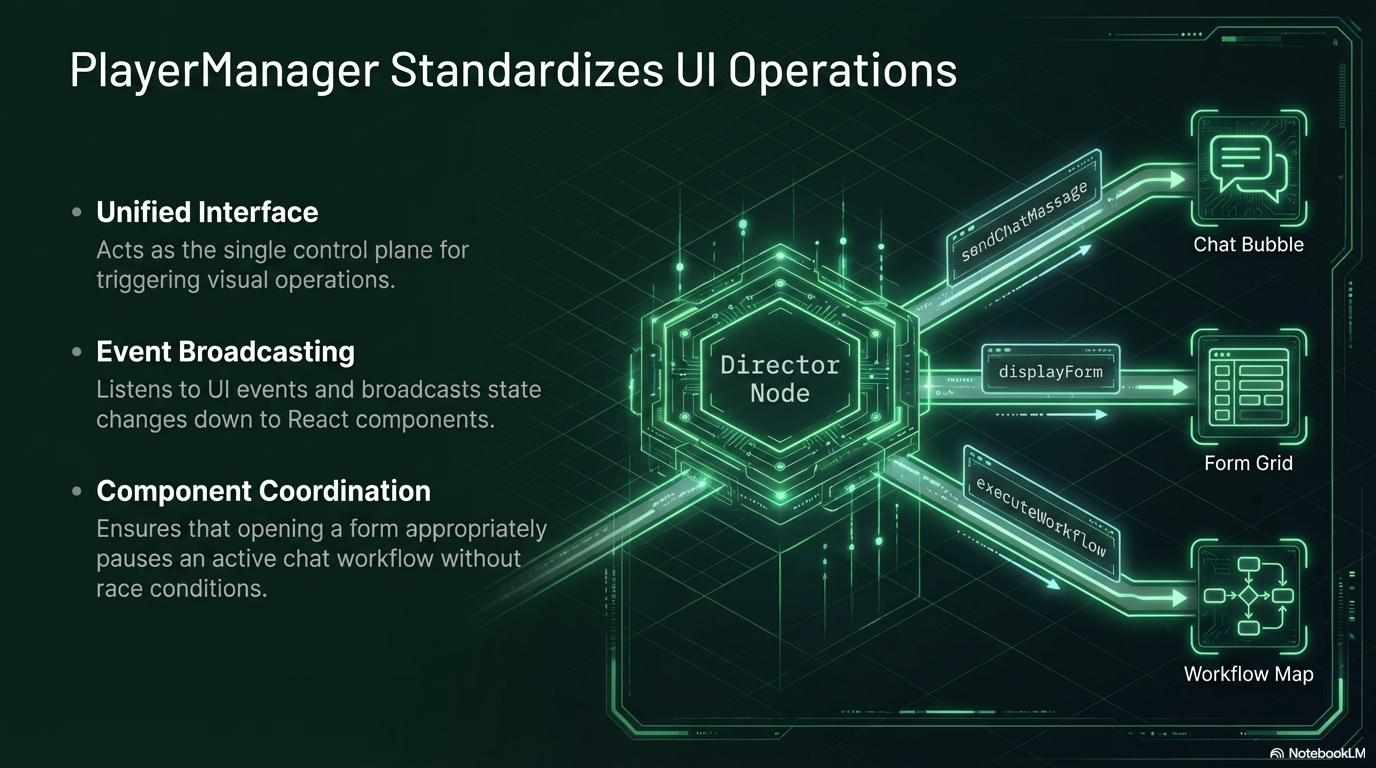 PlayerManager Standardizes UI Operations
Unified Interface
Acts as the single control plane for
triggering visual operations.
Event Broadcasting
Listens to UI events and broadcasts state
changes down to React components.
Component Coordination
Ensures that opening a form appropriately
pauses an active chat workflow without
race conditions.
Director
Node
sendChatMassage
displayForm
executeWorkflow
Chat Bubble
Form Grid
Workflow Map
NotebookLM